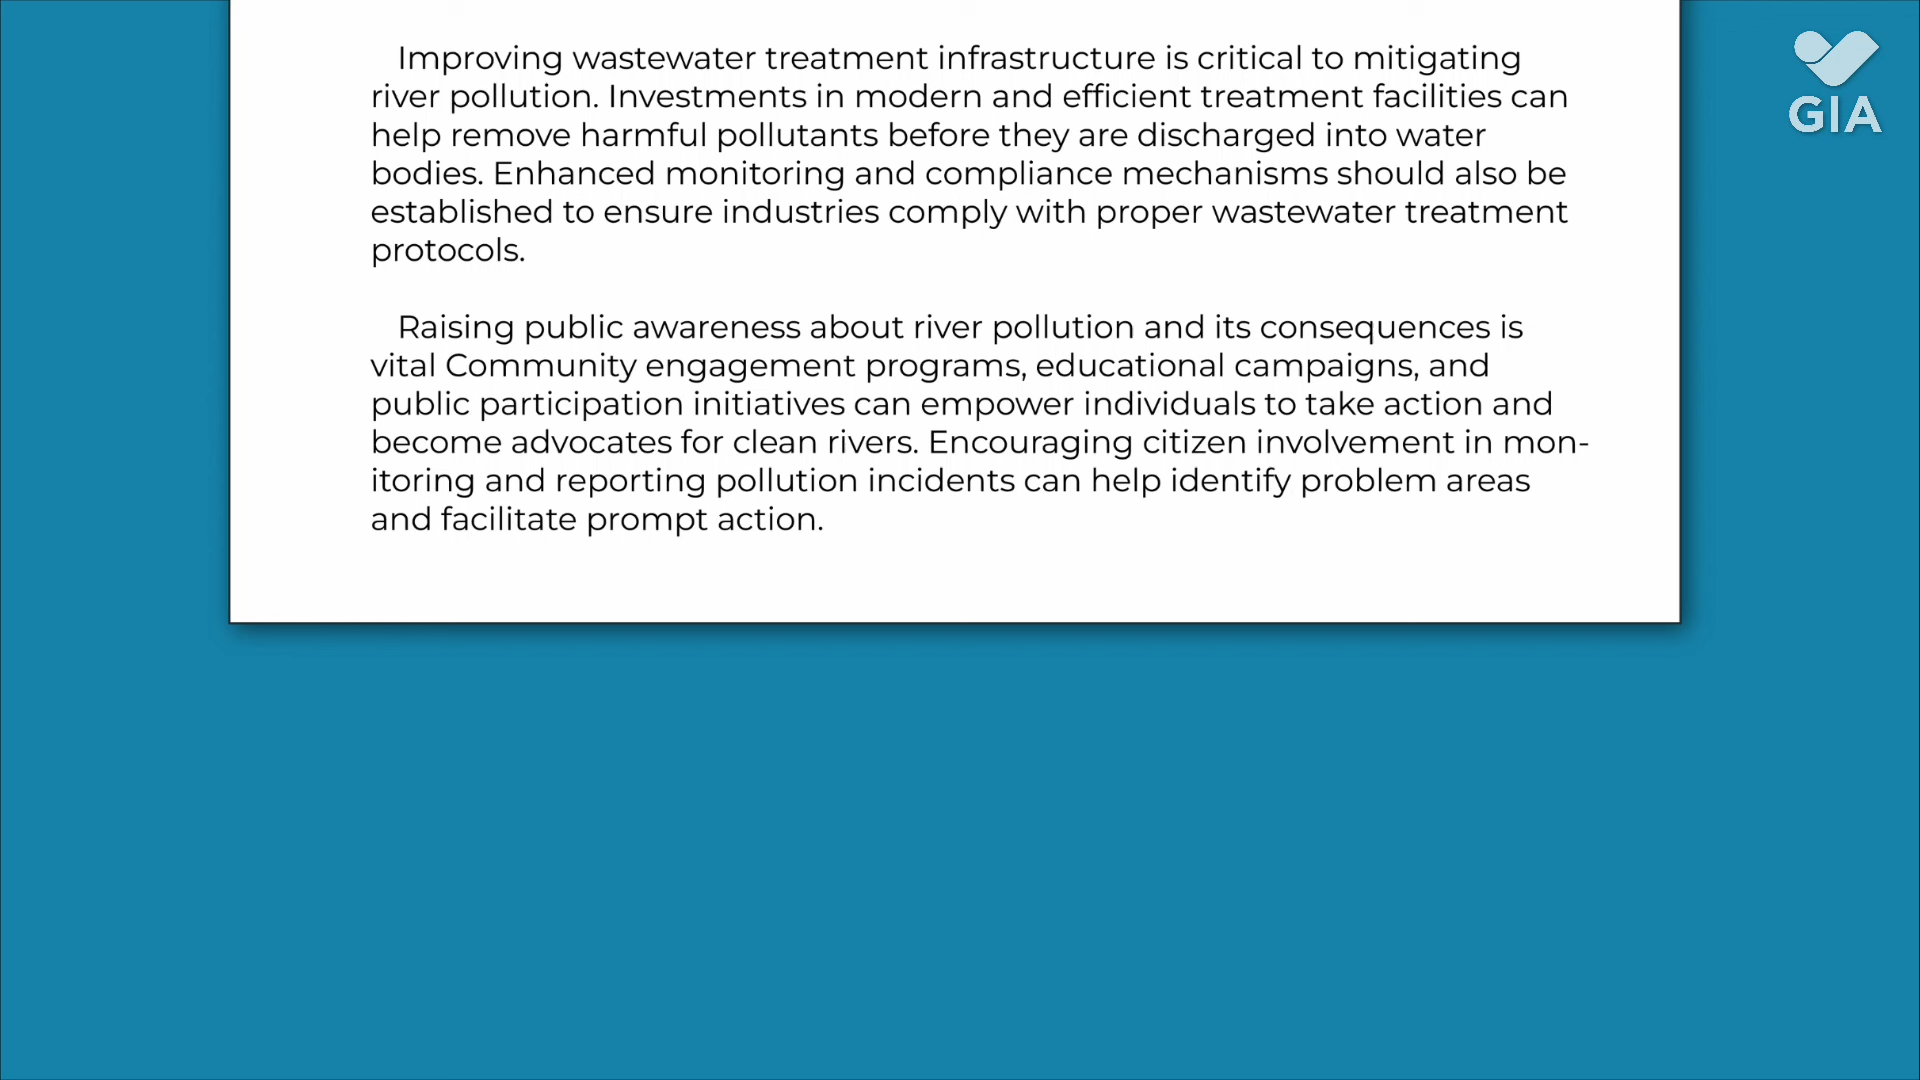 Improving wastewater treatment infrastructure is critical to mitigating
river pollution. Investments in modern and efficient treatment facilities can
help remove harmful pollutants before they are discharged into water
bodies. Enhanced monitoring and compliance mechanisms should also be
established to ensure industries comply with proper wastewater treatment
protocols.
Raising public awareness about river pollution and its consequences is
vital Community engagement programs, educational campaigns, and
public participation initiatives can empower individuals to take action and
become advocates for clean rivers. Encouraging citizen involvement in mon-
itoring and reporting pollution incidents can help identify problem areas
and facilitate prompt action.
GIA